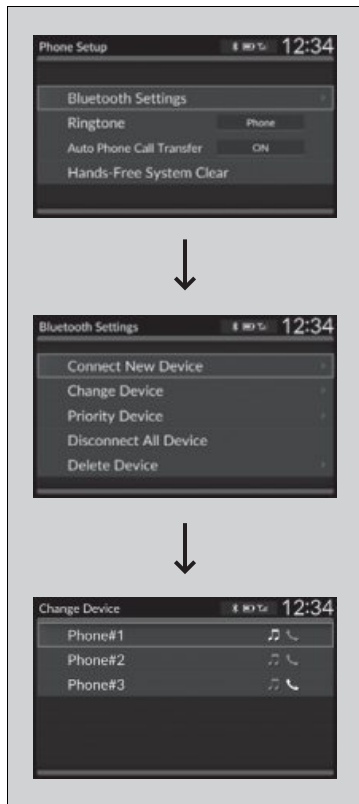 Phone Setup 12:34
Bluetooth Settings
Ringtone Phone
Auto Phone Call Transfer ON
Hands-Free System Clear
Bluetooth Settings 12:34
Connect New Device
Change Device
Priority Device
Disconnect All Device
Delete Device
Change Device 12:34
Phone#1
Phone#2
Phone#3